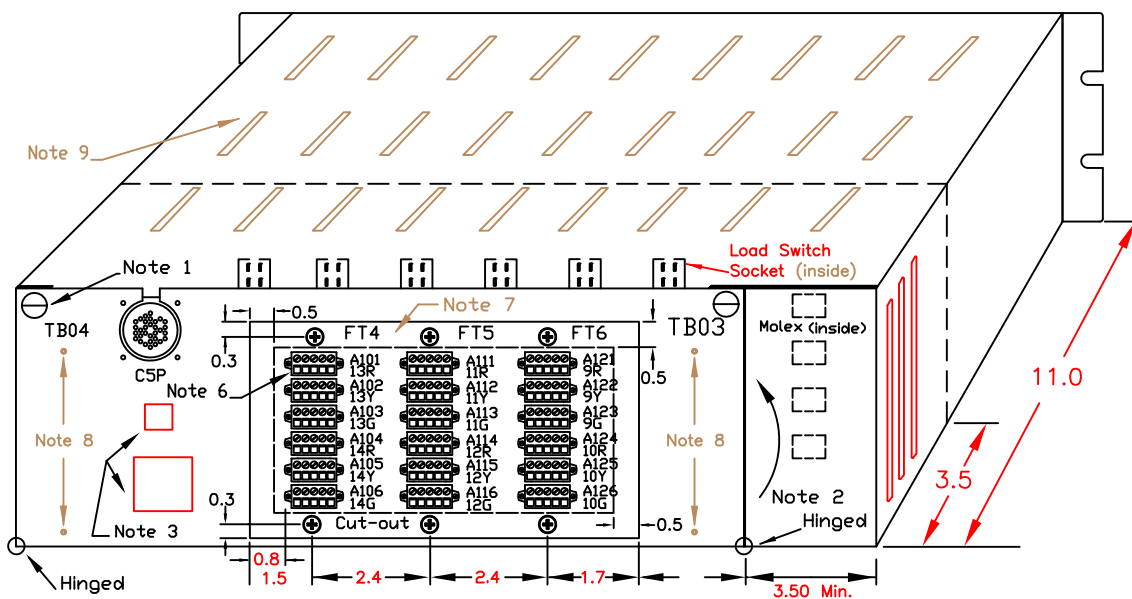 Note 9
Load Switch
Socket (inside)
Note 1
Note 7
0.5
TB04
FT4
FT5
FT6
TB03
Molex (inside)
0.3
0.5
C5P
Note 6
A101
13R
A102
13Y
A103
13G
A104
14R
A105
14Y
A106
14G
A111
11R
A112
11Y
A113
11G
A114
12R
A115
12Y
A116
12G
A121
9R
A122
9Y
A123
9G
A124
10R
A125
10Y
A126
10G
11.0
Note 8
Note 8
3.5
0.3
Note 2
Note 3
Cut-out
0.5
Hinged
Hinged
0.8
1.5
2.4
2.4
1.7
3.50 Min.